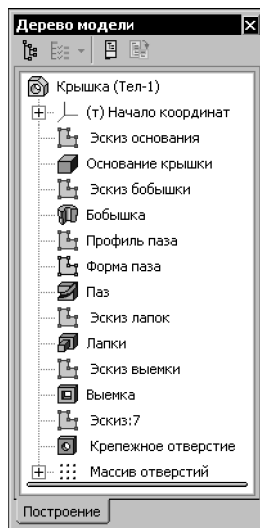 Дерево модели
Крышка (Тел-1)
(т) Начало координат
Эскиз основания
Основание крышки
Эскиз бобышки
Бобышка
Профиль паза
Форма паза
Паз
Эскиз лапок
Лапки
Эскиз выемки
Выемка
Эскиз:7
Крепежное отверстие
Массив отверстий
Построение